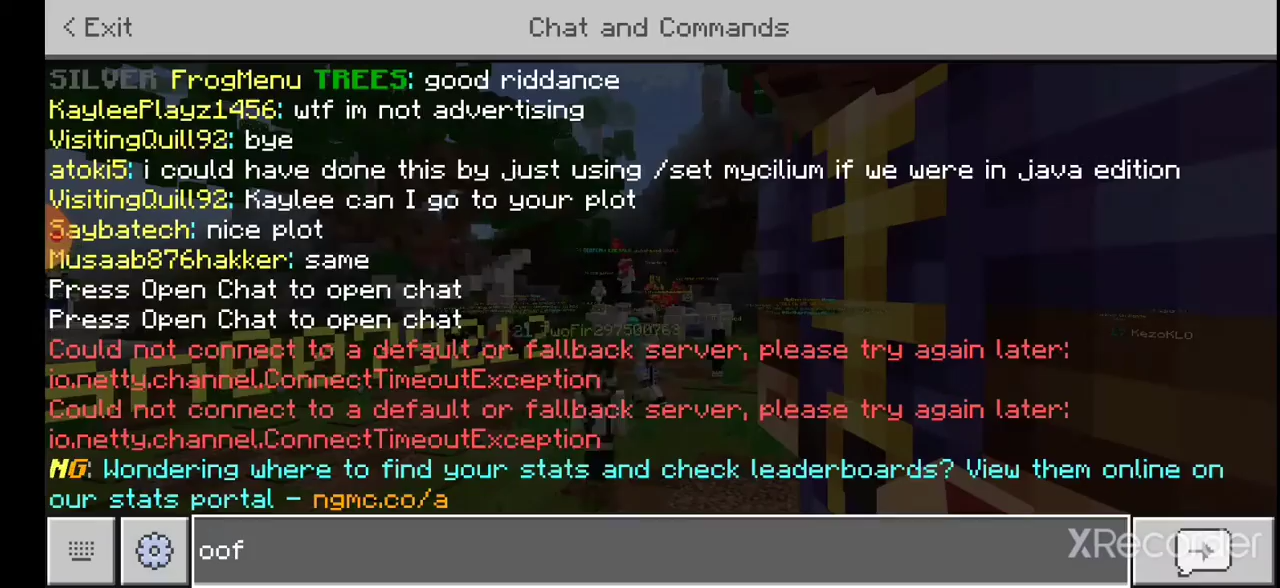 < Exit
Chat and Commands
SILVER FrogMenu TREES: good riddance
KayleePlayz1456: wtf im not advertising
VisitingQuill92: bye
atoki5: i could have done this by just using /set mycilium if we were in java edition
VisitingQuill92: Kaylee can I go to your plot
Saybatech: nice plot
Musaab876hakker: same
Press Open Chat to open chat
Press Open Chat to open chat
Could not connect to a default or fallback server, please try again later:
io.netty.channel.ConnectTimeoutException
Could not connect to a default or fallback server, please try again later:
io.netty.channel.ConnectTimeoutException
NG: Wondering where to find your stats and check leaderboards? View them online on
our stats portal - ngmc.co/a
oof
XRecorder
KezoKLO